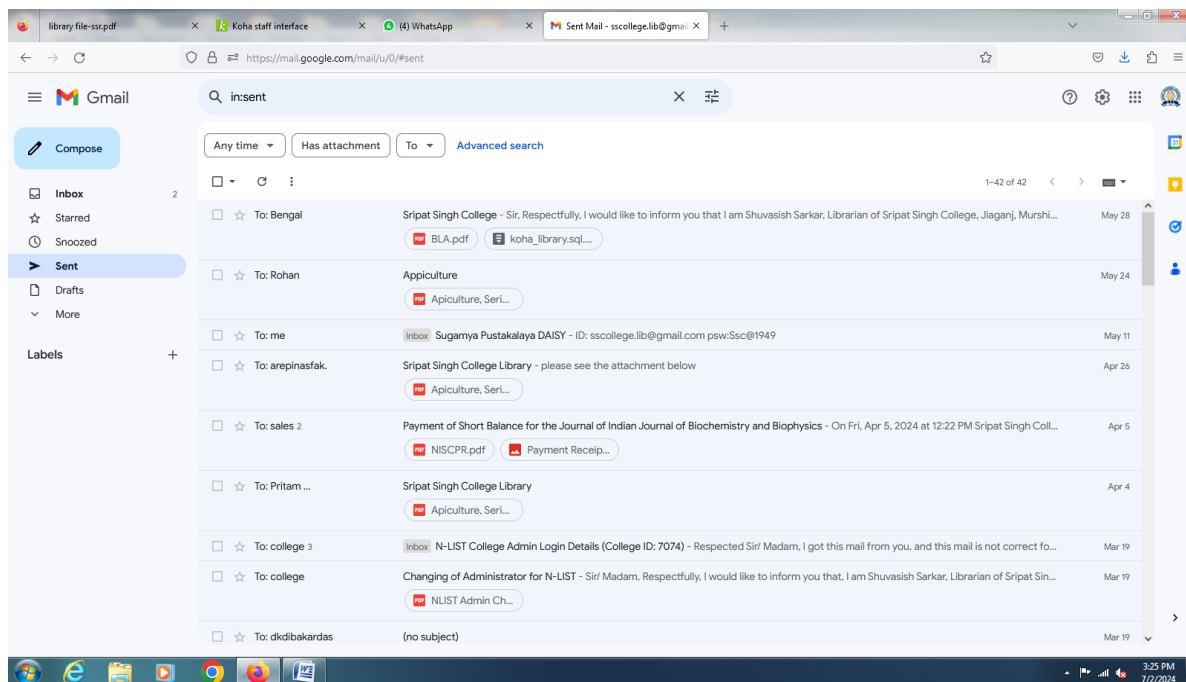 library file-ssr.pdf
Koha staff interface
(4) WhatsApp
Sent Mail - sscollege.lib@gmail
https://mail.google.com/mail/u/0/#sent
Gmail
in:sent
Compose
Any time
Has attachment
To
Advanced search
1–42 of 42
Inbox 2
Starred
Snoozed
Sent
Drafts
More
Labels
To: Bengal Sripat Singh College - Sir, Respectfully, I would like to inform you that I am Shuvasish Sarkar, Librarian of Sripat Singh College, Jiaganj, Murshi... May 28
PDF BLA.pdf koha_library.sql....
To: Rohan Appiculture May 24
PDF Apiculture, Seri...
To: me Inbox Sugamya Pustakalaya DAISY - ID: sscollege.lib@gmail.com psw:Ssc@1949 May 11
To: arepinasfak. Sripat Singh College Library - please see the attachment below Apr 26
PDF Apiculture, Seri...
To: sales 2 Payment of Short Balance for the Journal of Indian Journal of Biochemistry and Biophysics - On Fri, Apr 5, 2024 at 12:22 PM Sripat Singh Coll... Apr 5
PDF NISCPR.pdf Payment Receip...
To: Pritam ... Sripat Singh College Library Apr 4
PDF Apiculture, Seri...
To: college 3 Inbox N-LIST College Admin Login Details (College ID: 7074) - Respected Sir/ Madam, I got this mail from you, and this mail is not correct fo... Mar 19
To: college Changing of Administrator for N-LIST - Sir/ Madam, Respectfully, I would like to inform you that, I am Shuvasish Sarkar, Librarian of Sripat Sin... Mar 19
PDF NLIST Admin Ch...
To: dkdibakardas (no subject) Mar 19
3:25 PM
7/2/2024